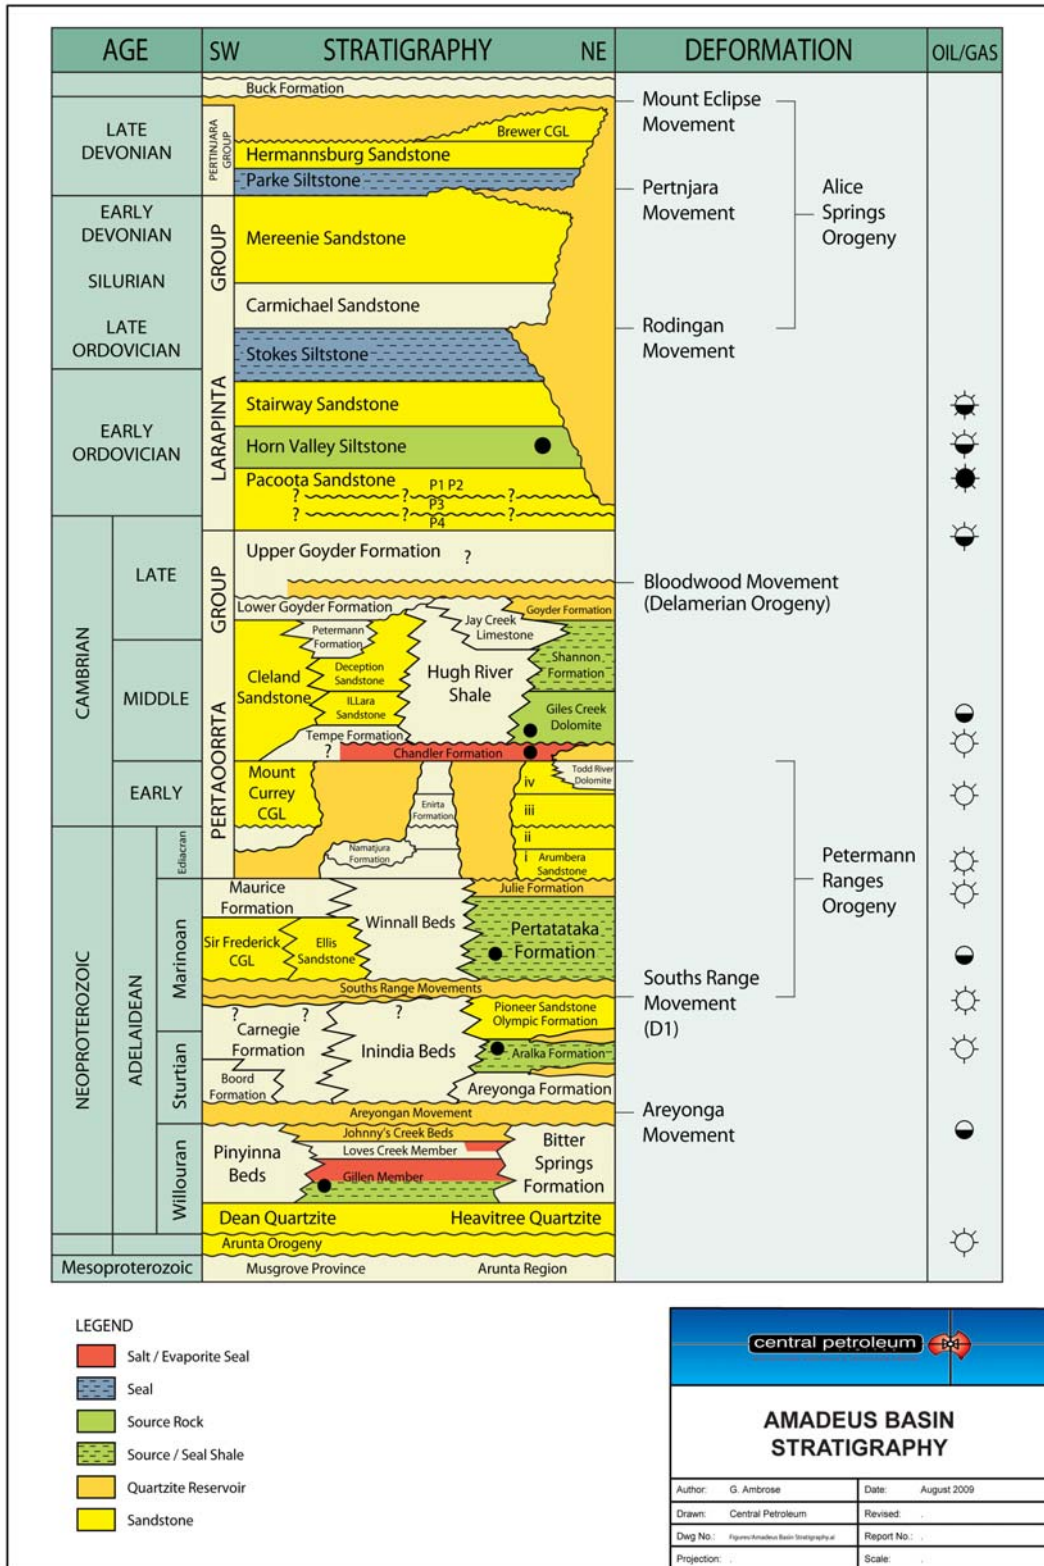 AGE
SW
STRATIGRAPHY
NE
DEFORMATION
OIL/GAS
Buck Formation
LATE
DEVONIAN
PERTINJARA
GROUP
Brewer CGL
Hermannsburg Sandstone
Parke Siltstone
Mount Eclipse
Movement
Pertnjara
Movement
Alice
Springs
Orogeny
EARLY
DEVONIAN
SILURIAN
LATE
ORDOVICIAN
EARLY
ORDOVICIAN
LARAPINTA
GROUP
Mereenie Sandstone
Carmichael Sandstone
Rodingan
Movement
Stokes Siltstone
Stairway Sandstone
Horn Valley Siltstone
Pacoota Sandstone
P1 P2
? ? ?
P3
? ? ?
P4
CAMBRIAN
LATE
MIDDLE
EARLY
PERTAOORRTA
GROUP
Upper Goyder Formation
?
Bloodwood Movement
(Delamerian Orogeny)
Lower Goyder Formation
Goyder Formation
Petermann
Formation
Jay Creek
Limestone
Cleland
Sandstone
Deception
Sandstone
Hugh River
Shale
Shannon
Formation
ILLara
Sandstone
Giles Creek
Dolomite
Tempe Formation
?
Chandler Formation
Mount
Currey
CGL
Todd River
Dolomite
iv
Enirta
Formation
iii
ii
i
Arumbera
Sandstone
Namatjura
Formation
Petermann
Ranges
Orogeny
NEOPROTEROZOIC
ADELAIDEAN
Ediacran
Marinoan
Sturtian
Willouran
Maurice
Formation
Julie Formation
Winnall Beds
Pertatataka
Formation
Sir Frederick
CGL
Ellis
Sandstone
Souths Range Movements
Souths Range
Movement
(D1)
? ? ?
Carnegie
Formation
Inindia Beds
Pioneer Sandstone
Olympic Formation
Aralka Formation
Boord
Formation
Areyonga Formation
Areyongan Movement
Areyonga
Movement
Pinyinna
Beds
Johnny's Creek Beds
Loves Creek Member
Gillen Member
Bitter
Springs
Formation
Dean Quartzite
Heavitree Quartzite
Arunta Orogeny
Mesoproterozoic
Musgrove Province
Arunta Region
LEGEND
Salt / Evaporite Seal
Seal
Source Rock
Source / Seal Shale
Quartzite Reservoir
Sandstone
central petroleum
AMADEUS BASIN
STRATIGRAPHY
Author: G. Ambrose
Date: August 2009
Drawn: Central Petroleum
Revised: .
Dwg No.: Figures/Amadeus Basin Stratigraphy.ai
Report No.: .
Projection: .
Scale: .